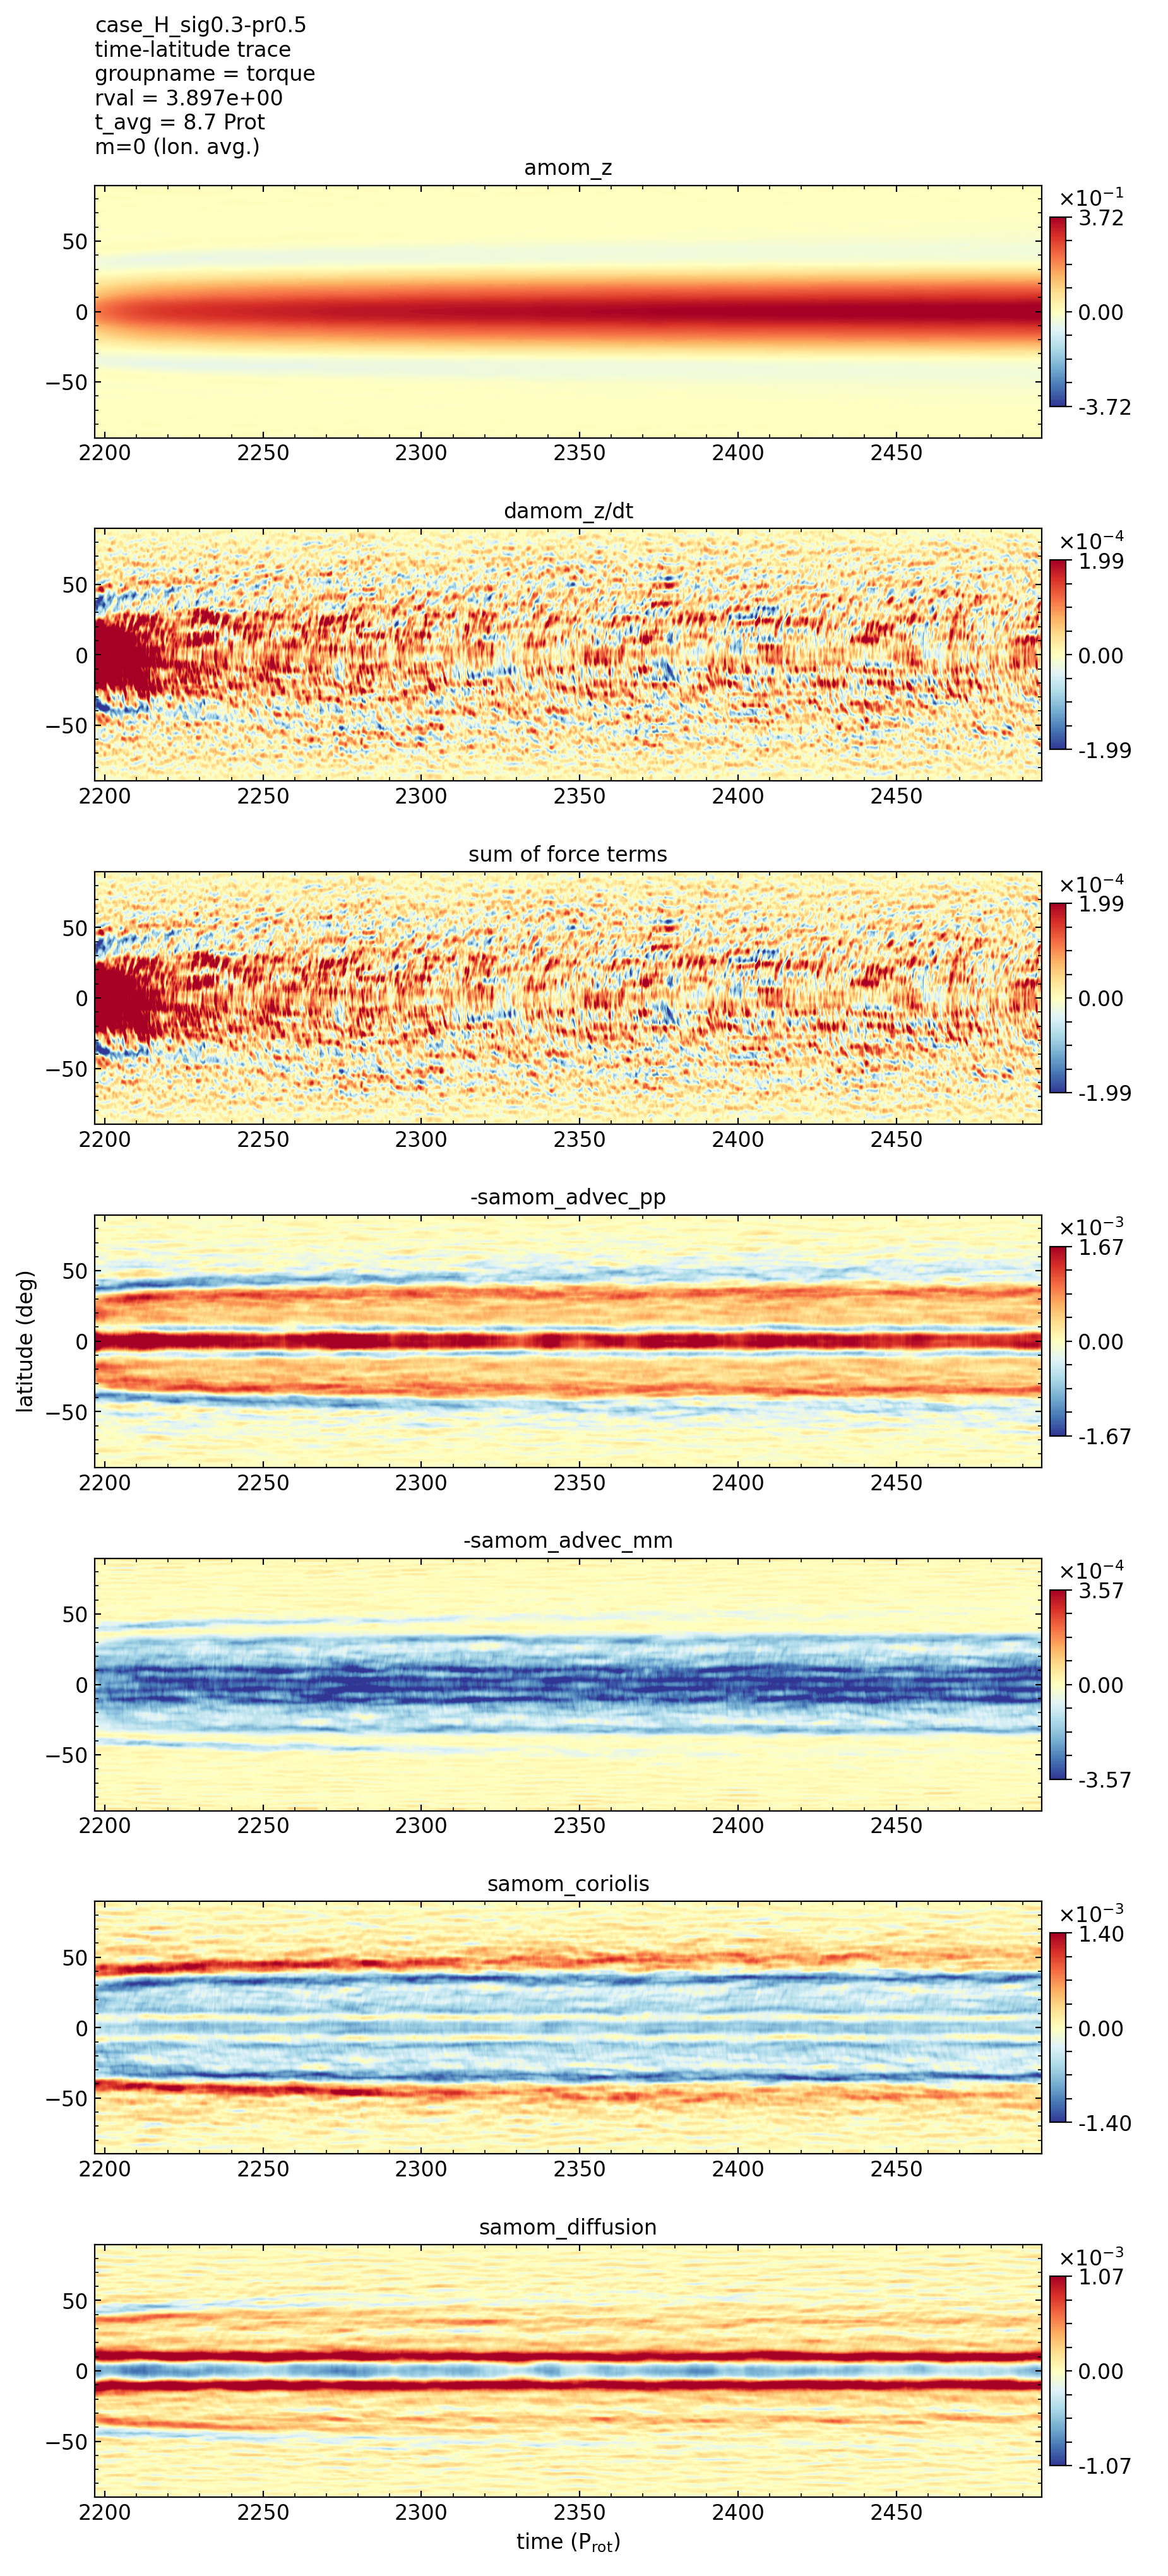 case_H_sig0.3-pr0.5
time-latitude trace
groupname = torque
rval = 3.897e+00
t_avg = 8.7 Prot
m=0 (lon. avg.)
amom_z
×10⁻¹
3.72
0.00
-3.72
50
0
−50
2200 2250 2300 2350 2400 2450
damom_z/dt
×10⁻⁴
1.99
0.00
-1.99
50
0
−50
2200 2250 2300 2350 2400 2450
sum of force terms
×10⁻⁴
1.99
0.00
-1.99
50
0
−50
2200 2250 2300 2350 2400 2450
-samom_advec_pp
×10⁻³
1.67
0.00
-1.67
50
0
−50
latitude (deg)
2200 2250 2300 2350 2400 2450
-samom_advec_mm
×10⁻⁴
3.57
0.00
-3.57
50
0
−50
2200 2250 2300 2350 2400 2450
samom_coriolis
×10⁻³
1.40
0.00
-1.40
50
0
−50
2200 2250 2300 2350 2400 2450
samom_diffusion
×10⁻³
1.07
0.00
-1.07
50
0
−50
2200 2250 2300 2350 2400 2450
time (P_rot)